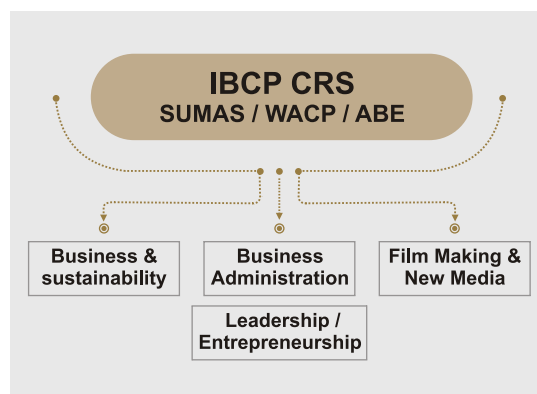 IBCP CRS
SUMAS / WACP / ABE
Business &
sustainability
Business
Administration
Film Making &
New Media
Leadership /
Entrepreneurship